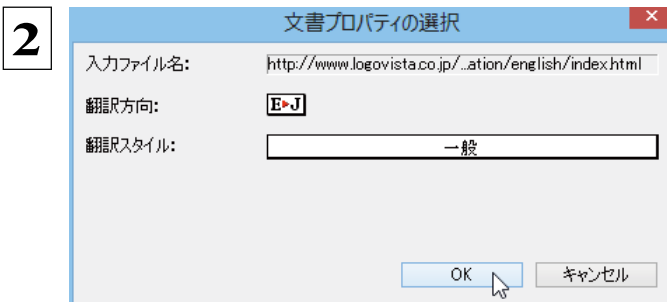 2
文書プロパティの選択
入力ファイル名: http://www.logovista.co.jp/...ation/english/index.html
翻訳方向: E▸J
翻訳スタイル: 一般
OK キャンセル